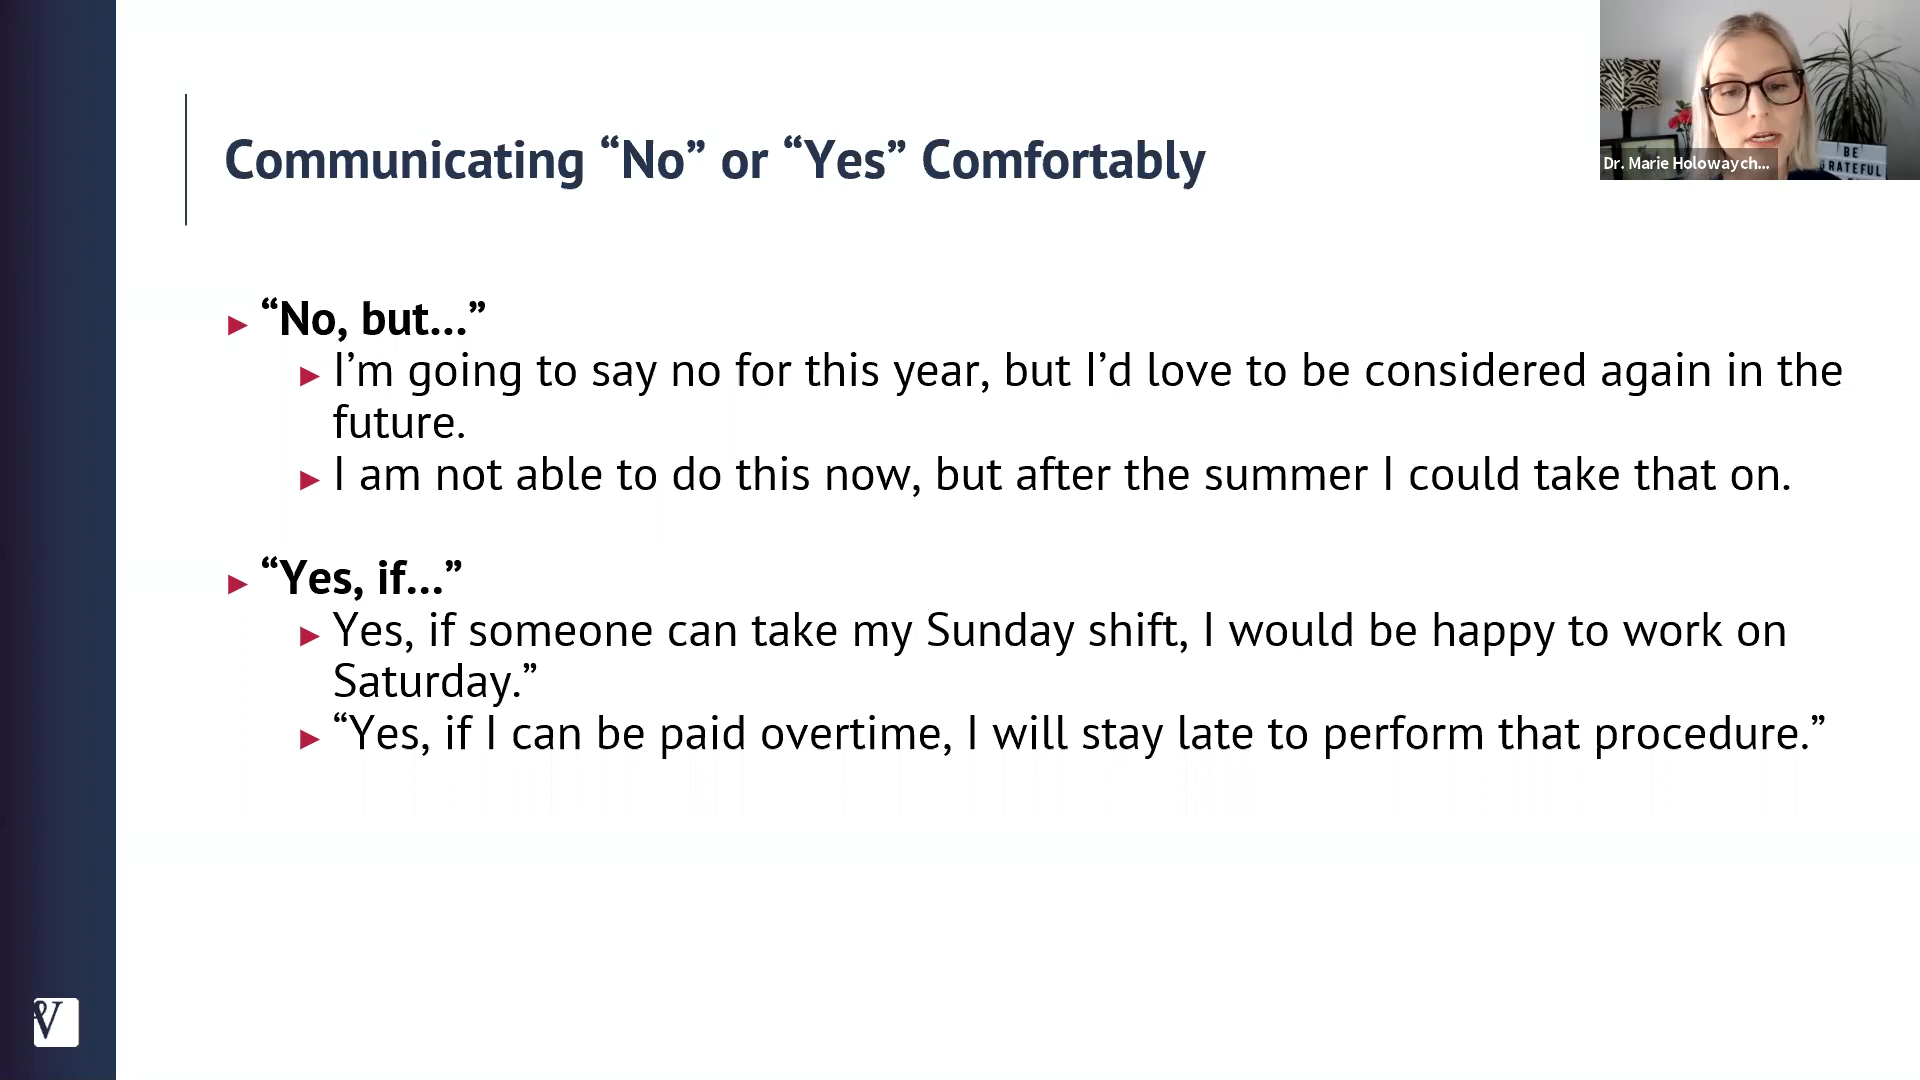 Communicating “No” or “Yes” Comfortably
Dr. Marie Holowaych...
BE
GRATEFUL
“No, but…”
I’m going to say no for this year, but I’d love to be considered again in the
future.
I am not able to do this now, but after the summer I could take that on.
“Yes, if…”
Yes, if someone can take my Sunday shift, I would be happy to work on
Saturday.”
“Yes, if I can be paid overtime, I will stay late to perform that procedure.”
V